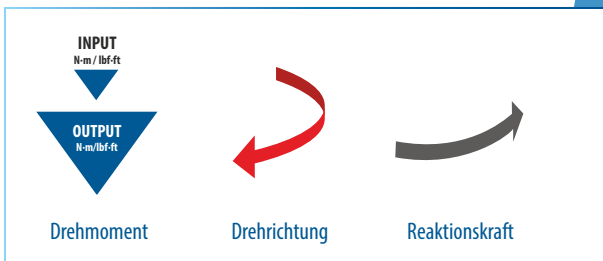 INPUT
N·m / lbf·ft
OUTPUT
N·m/lbf·ft
Drehmoment
Drehrichtung
Reaktionskraft